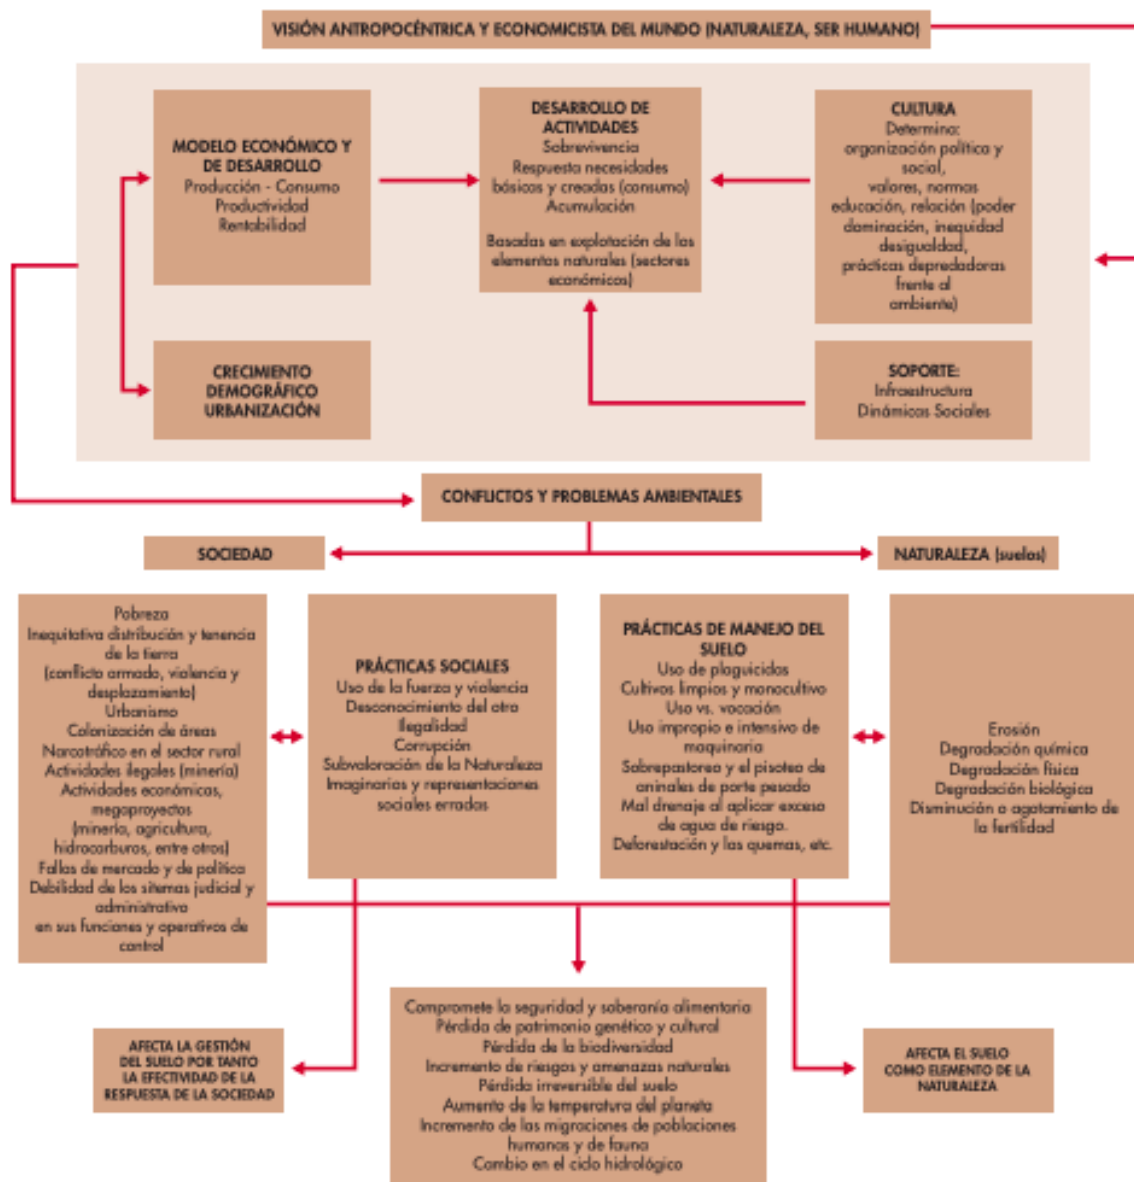 VISIÓN ANTROPOCÉNTRICA Y ECONOMICISTA DEL MUNDO (NATURALEZA, SER HUMANO)
MODELO ECONÓMICO Y
DE DESARROLLO
Producción - Consumo
Productividad
Rentabilidad
DESARROLLO DE
ACTIVIDADES
Sobrevivencia
Respuesta necesidades
básicas y creadas (consumo)
Acumulación
Basadas en explotación de los
elementos naturales (sectores
económicos)
CULTURA
Determina:
organización política y
social,
valores, normas
educación, relación (poder
dominación, inequidad
desigualdad,
prácticas depredadoras
frente al
ambiente)
CRECIMIENTO
DEMOGRÁFICO
URBANIZACIÓN
SOPORTE:
Infraestructura
Dinámicas Sociales
CONFLICTOS Y PROBLEMAS AMBIENTALES
SOCIEDAD
NATURALEZA (suelos)
Pobreza
Inequitativa distribución y tenencia
de la tierra
(conflicto armado, violencia y
desplazamiento)
Urbanismo
Colonización de áreas
Narcotráfico en el sector rural
Actividades ilegales (minería)
Actividades económicas,
megaproyectos
(minería, agricultura,
hidrocarburos, entre otros)
Fallas de mercado y de política
Debilidad de los sitemas judicial y
administrativo
en sus funciones y operativos de
control
PRÁCTICAS SOCIALES
Uso de la fuerza y violencia
Desconocimiento del otro
Ilegalidad
Corrupción
Subvaloración de la Naturaleza
Imaginarios y representaciones
sociales erradas
PRÁCTICAS DE MANEJO DEL
SUELO
Uso de plaguicidas
Cultivos limpios y monocultivo
Uso vs. vocación
Uso impropio e intensivo de
maquinaria
Sobrepastoreo y el pisoteo de
animales de porte pesado
Mal drenaje al aplicar exceso
de agua de riesgo.
Deforestación y las quemas, etc.
Erosión
Degradación química
Degradación física
Degradación biológica
Disminución o agotamiento de
la fertilidad
AFECTA LA GESTIÓN
DEL SUELO POR TANTO
LA EFECTIVIDAD DE LA
RESPUESTA DE LA SOCIEDAD
Compromete la seguridad y soberanía alimentaria
Pérdida de patrimonio genético y cultural
Pérdida de la biodiversidad
Incremento de riesgos y amenazas naturales
Pérdida irreversible del suelo
Aumento de la temperatura del planeta
Incremento de las migraciones de poblaciones
humanas y de fauna
Cambio en el ciclo hidrológico
AFECTA EL SUELO
COMO ELEMENTO DE LA
NATURALEZA